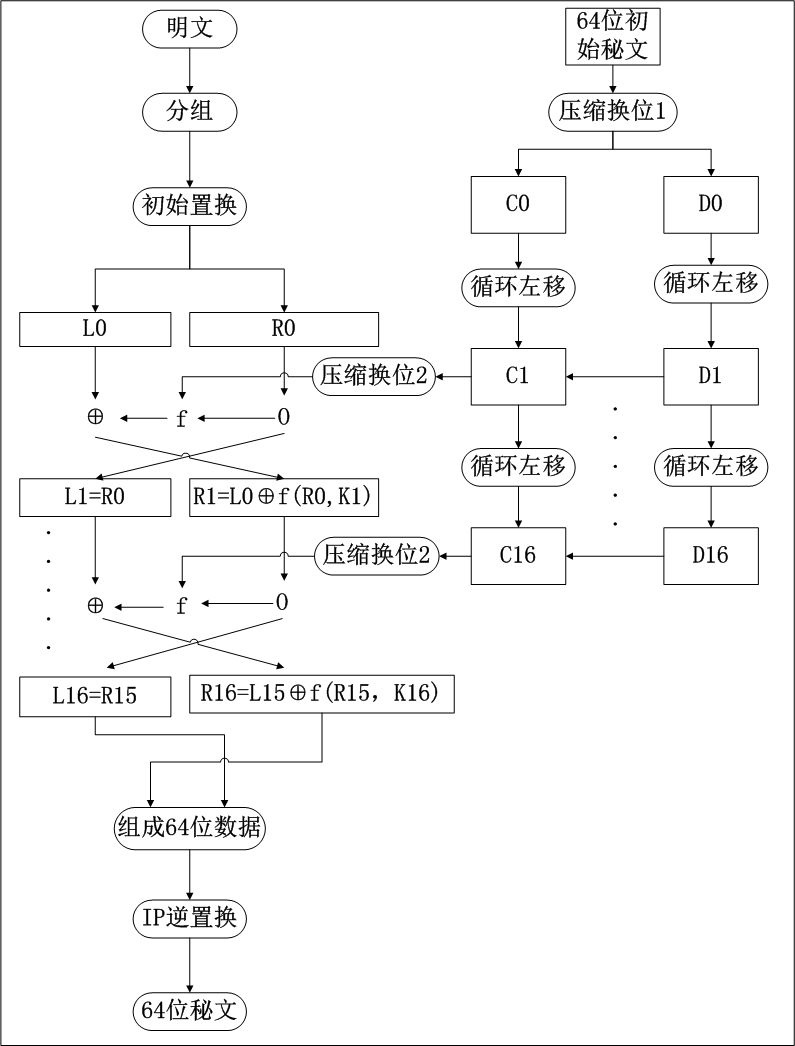 明文
分组
初始置换
L0
R0
⊕
f
0
L1=R0
R1=L0⊕f(R0,K1)
⊕
f
0
L16=R15
R16=L15⊕f(R15, K16)
组成64位数据
IP逆置换
64位秘文
64位初
始秘文
压缩换位1
C0
D0
循环左移
循环左移
压缩换位2
C1
D1
循环左移
循环左移
压缩换位2
C16
D16